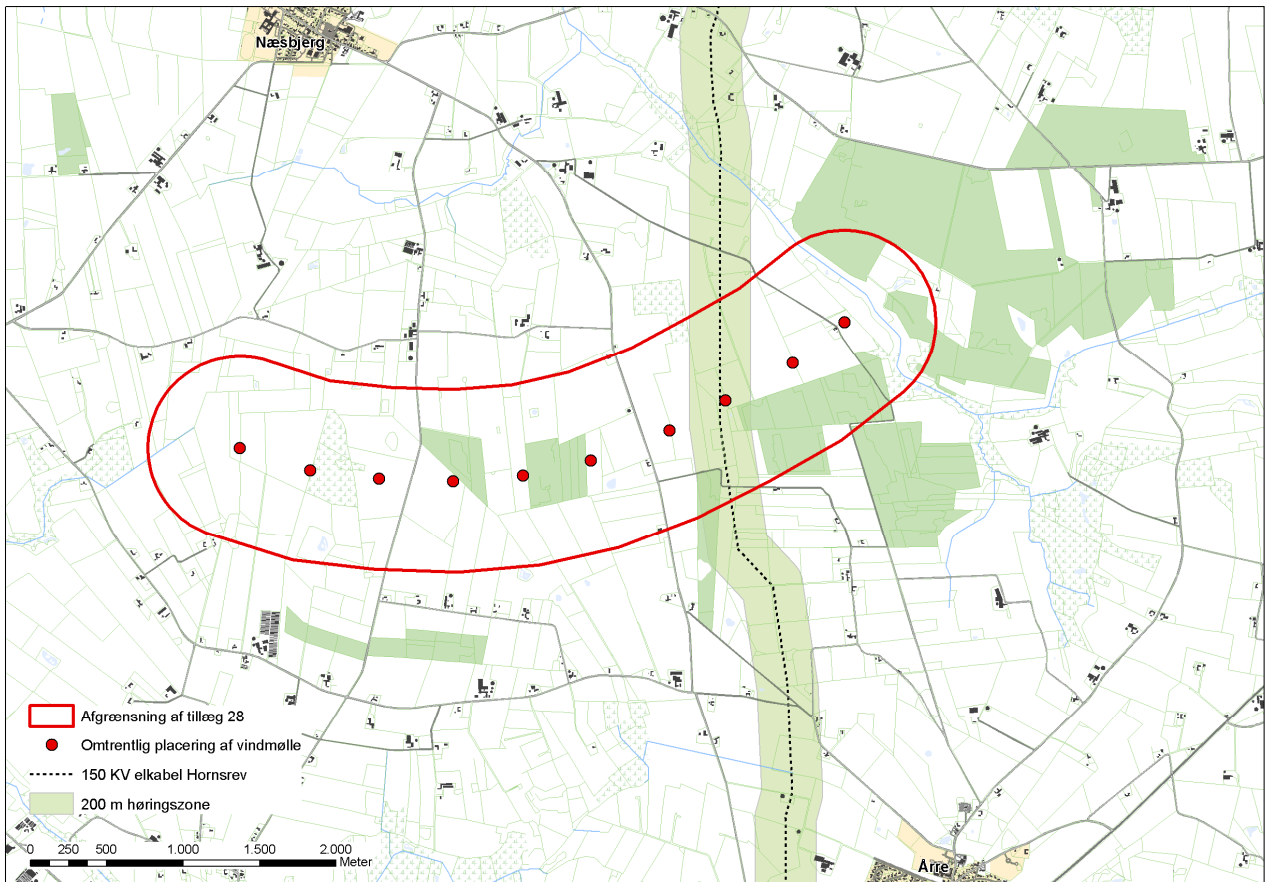 Næsbjerg
Afgrænsning af tillæg 28
Omtrentlig placering af vindmølle
150 KV elkabel Hornsrev
200 m høringszone
0 250 500 1.000 1.500 2.000
Meter
Årre